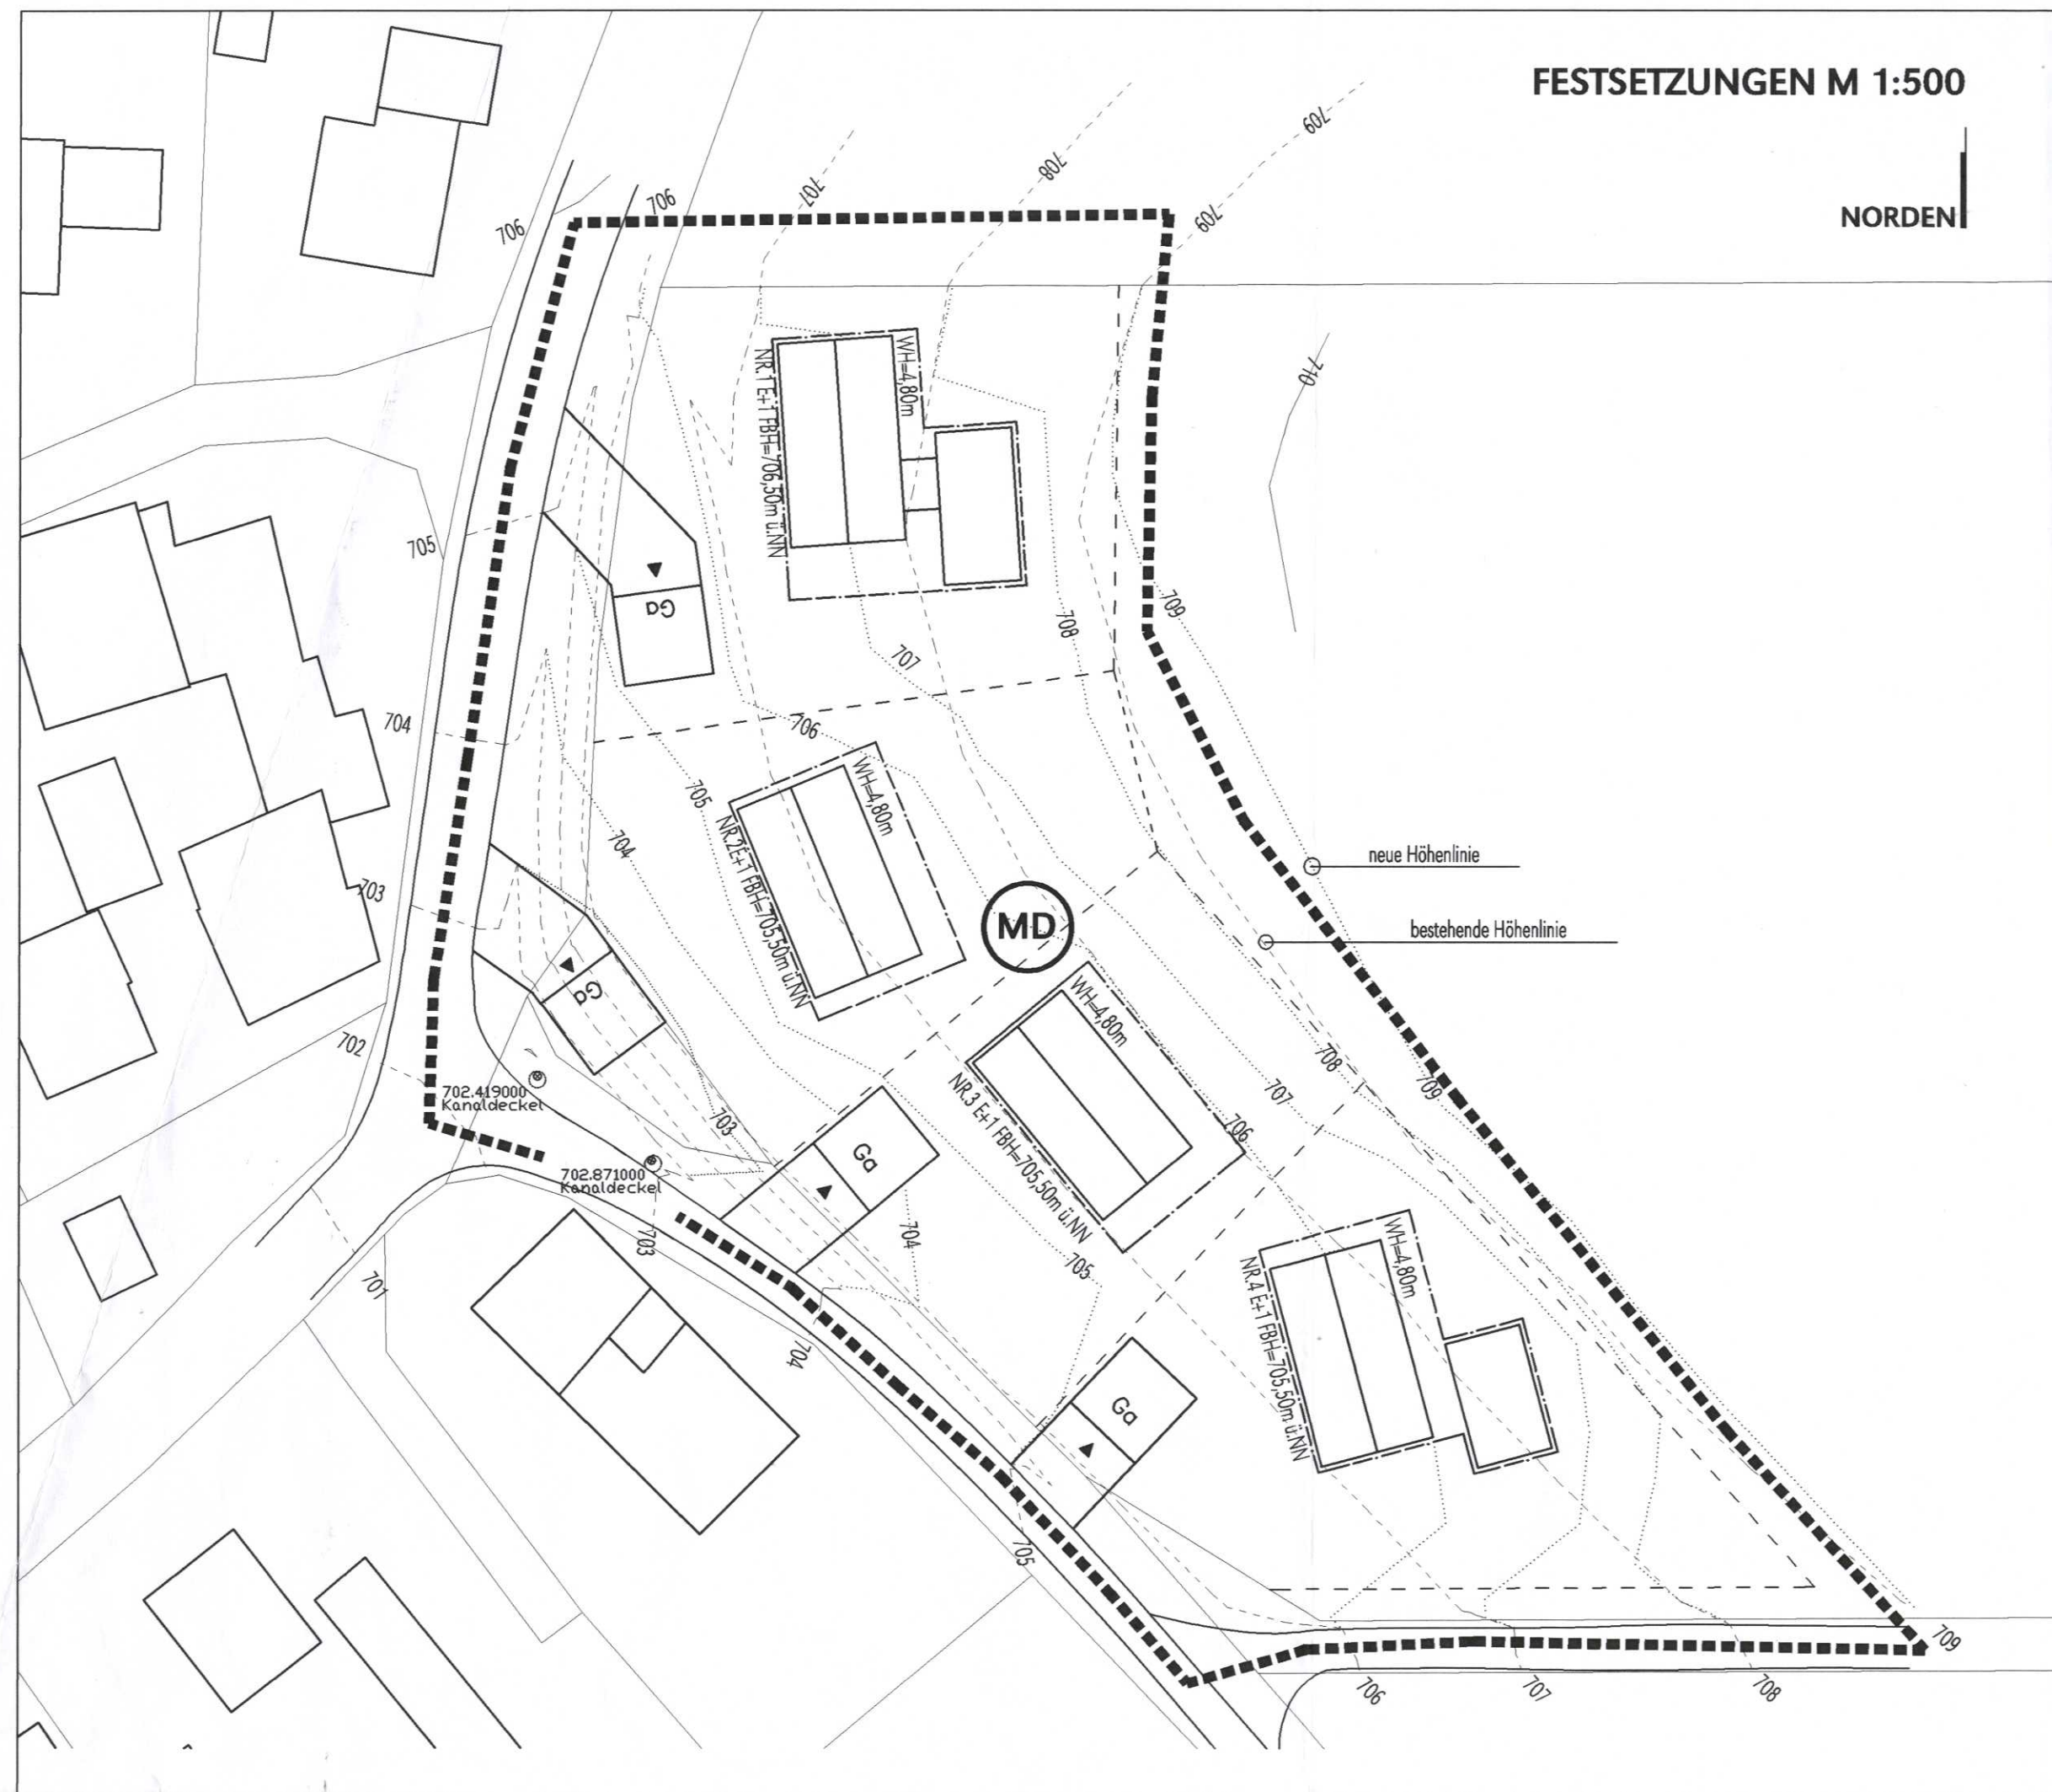 FESTSETZUNGEN M 1:500
NORDEN
709
708
707
706
706
709
710
NR.1 E+1 FBH=706,50m ü.NN
WH=4,80m
705
Ga
709
708
707
704
706
705
704
WH=4,80m
NR.2E+1 FBH=705,50m ü.NN
neue Höhenlinie
703
MD
bestehende Höhenlinie
Ga
WH=4,80m
702
708
702.419000
Kanaldeckel
709
707
NR.3 E+1 FBH=705,50m ü.NN
703
706
Ga
702.871000
Kanaldeckel
703
704
705
701
WH=4,80m
NR.4 E+1 FBH=705,50m ü.NN
704
Ga
705
709
706
707
708